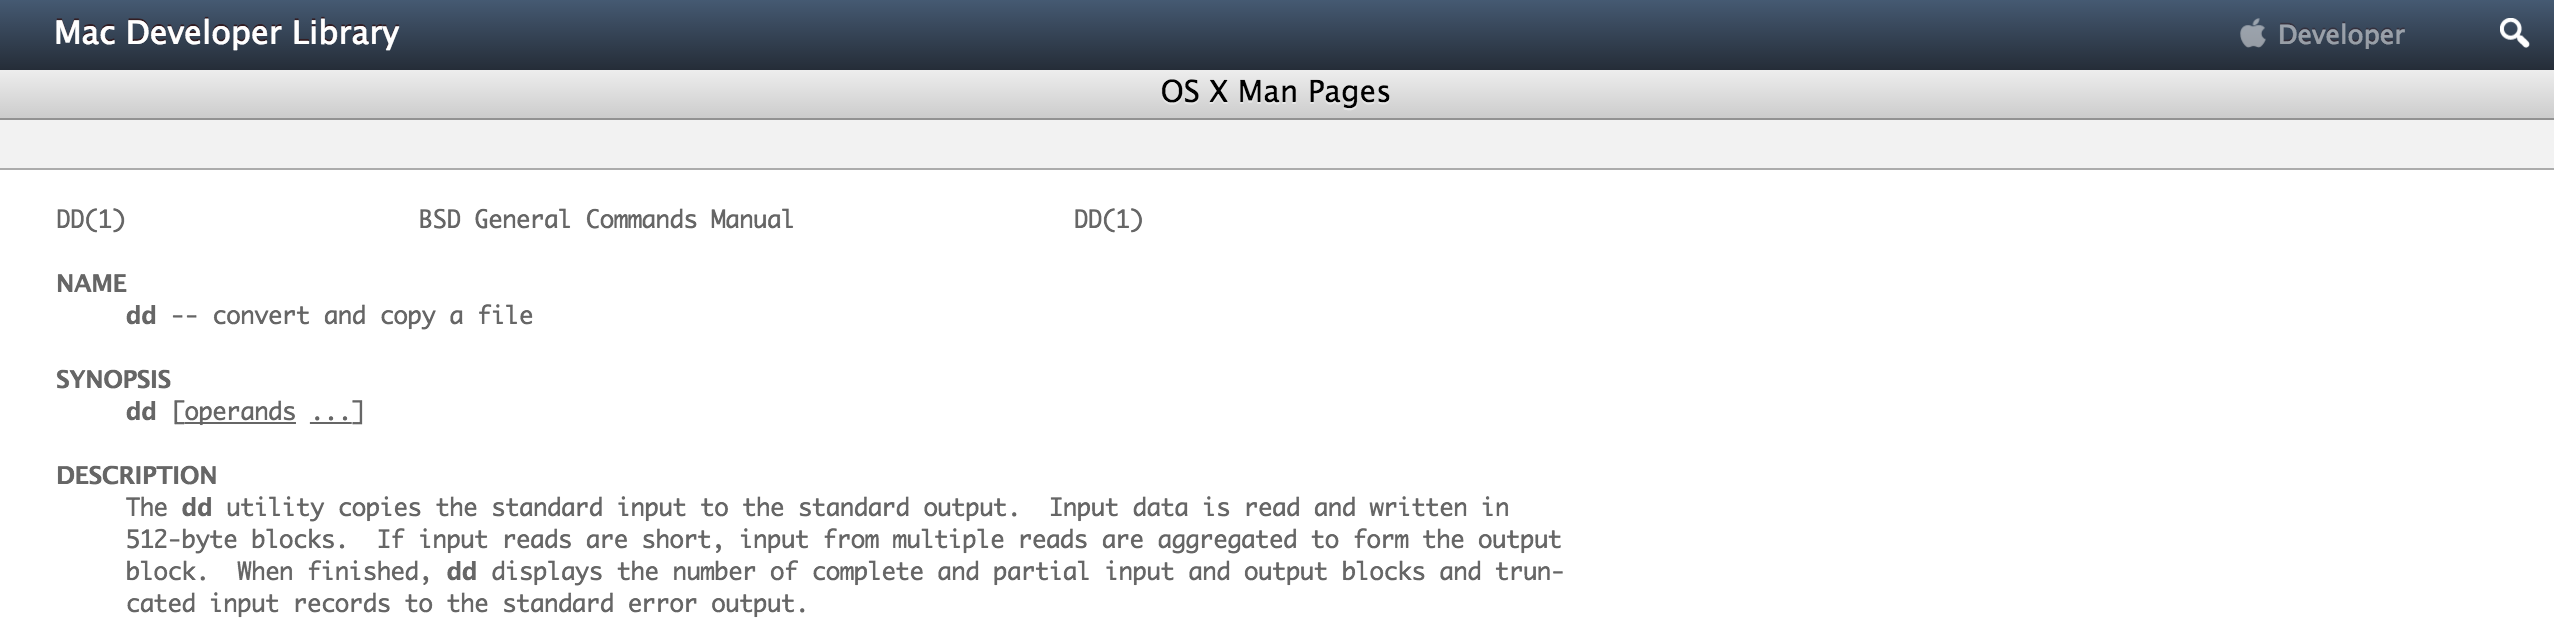 Mac Developer Library
Developer
OS X Man Pages
DD(1) BSD General Commands Manual DD(1)
NAME
dd -- convert and copy a file
SYNOPSIS
dd [operands ...]
DESCRIPTION
The dd utility copies the standard input to the standard output. Input data is read and written in
512-byte blocks. If input reads are short, input from multiple reads are aggregated to form the output
block. When finished, dd displays the number of complete and partial input and output blocks and trun-
cated input records to the standard error output.